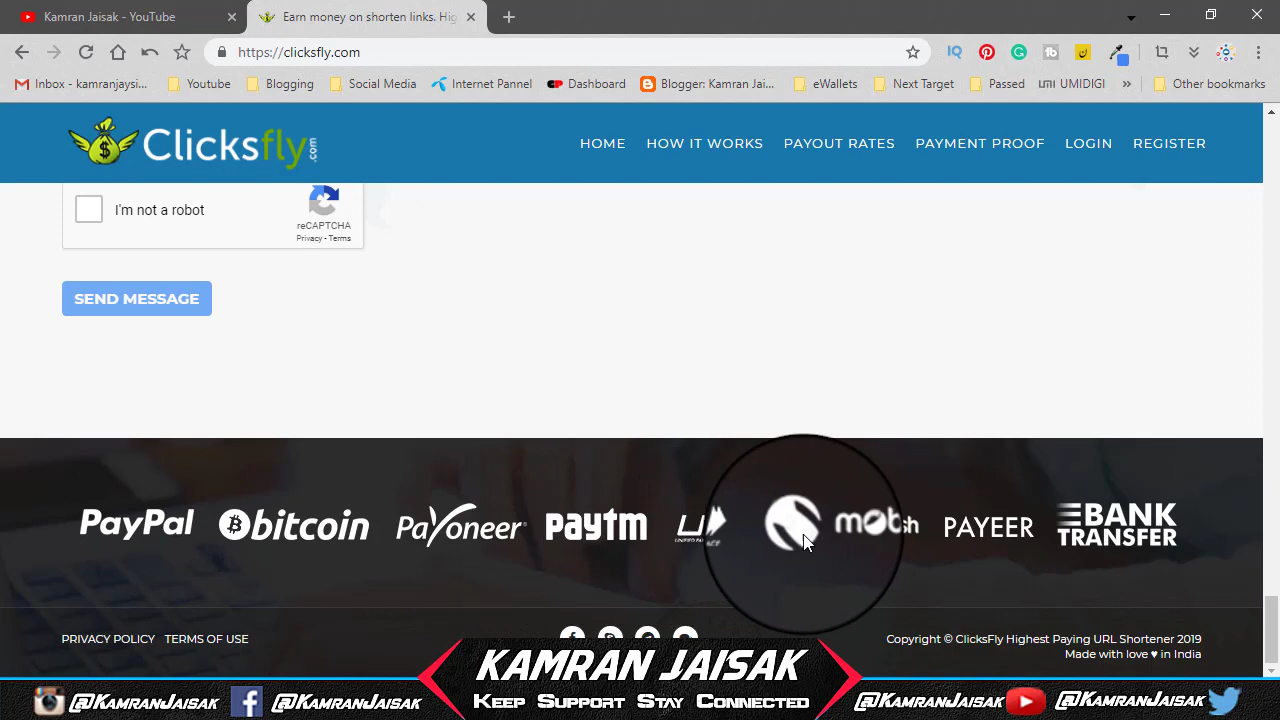 Kamran Jaisak - YouTube
Earn money on shorten links. Hig
https://clicksfly.com
Inbox - kamranjaysi...
Youtube
Blogging
Social Media
Internet Pannel
Dashboard
Blogger: Kamran Jai...
eWallets
Next Target
Passed
UMIDIGI
Other bookmarks
Clicksfly.com
HOME
HOW IT WORKS
PAYOUT RATES
PAYMENT PROOF
LOGIN
REGISTER
I'm not a robot
reCAPTCHA
Privacy - Terms
SEND MESSAGE
PayPal
bitcoin
Payoneer
paytm
PAYEER
BANK
TRANSFER
PRIVACY POLICY
TERMS OF USE
Copyright © ClicksFly Highest Paying URL Shortener 2019
Made with love ♥ in India
KAMRAN JAISAK
Keep Support Stay Connected
@KamranJaisak
@KamranJaisak
@KamranJaisak
@KamranJaisak